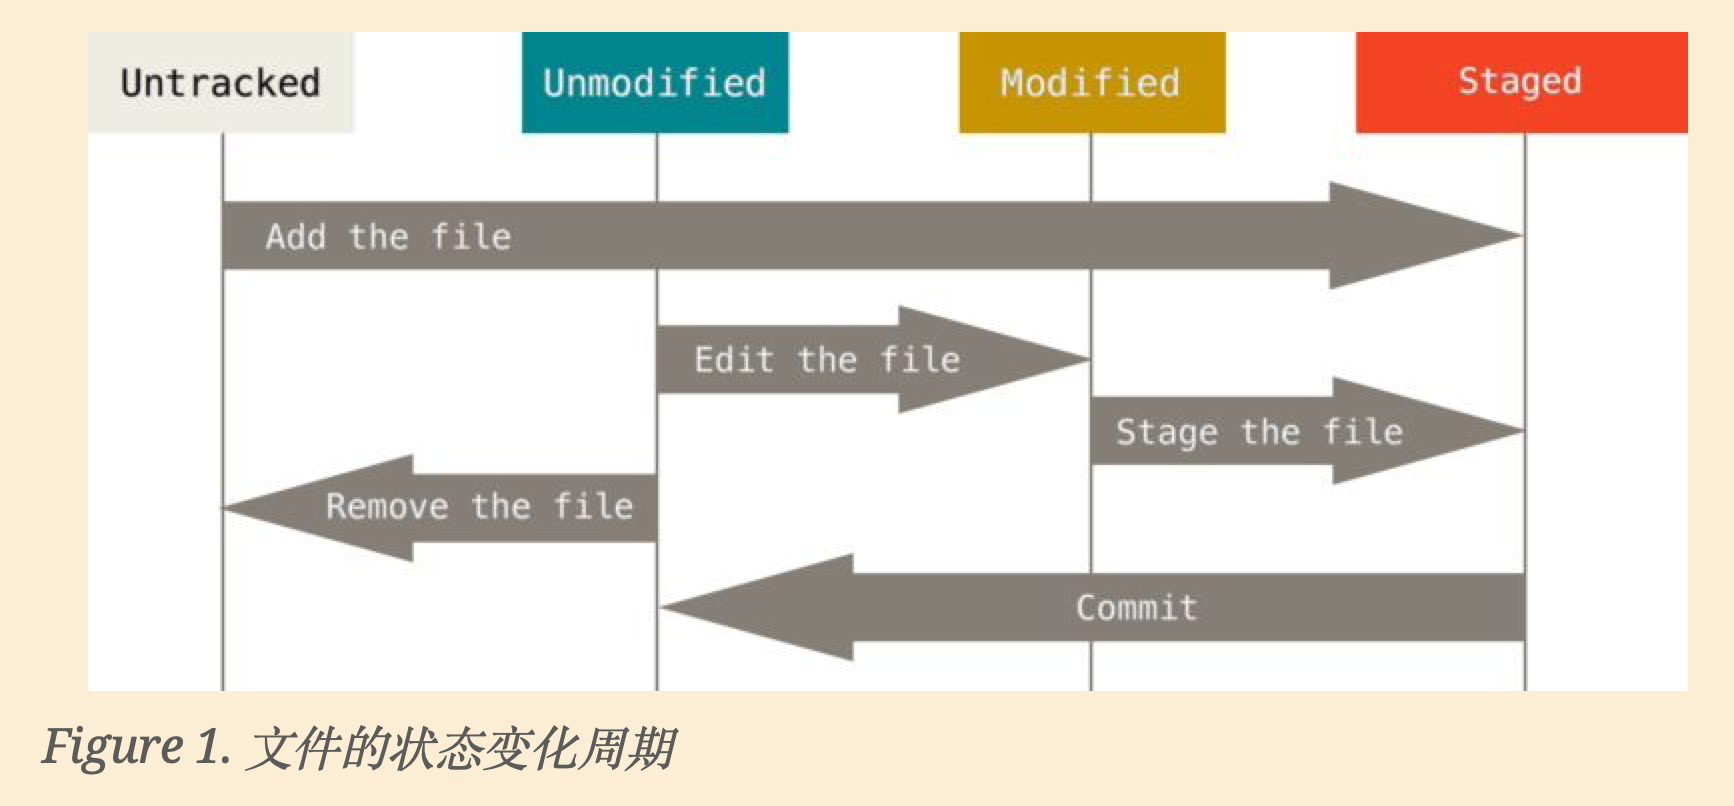 Untracked
Unmodified
Modified
Staged
Add the file
Edit the file
Stage the file
Remove the file
Commit
Figure 1. 文件的状态变化周期